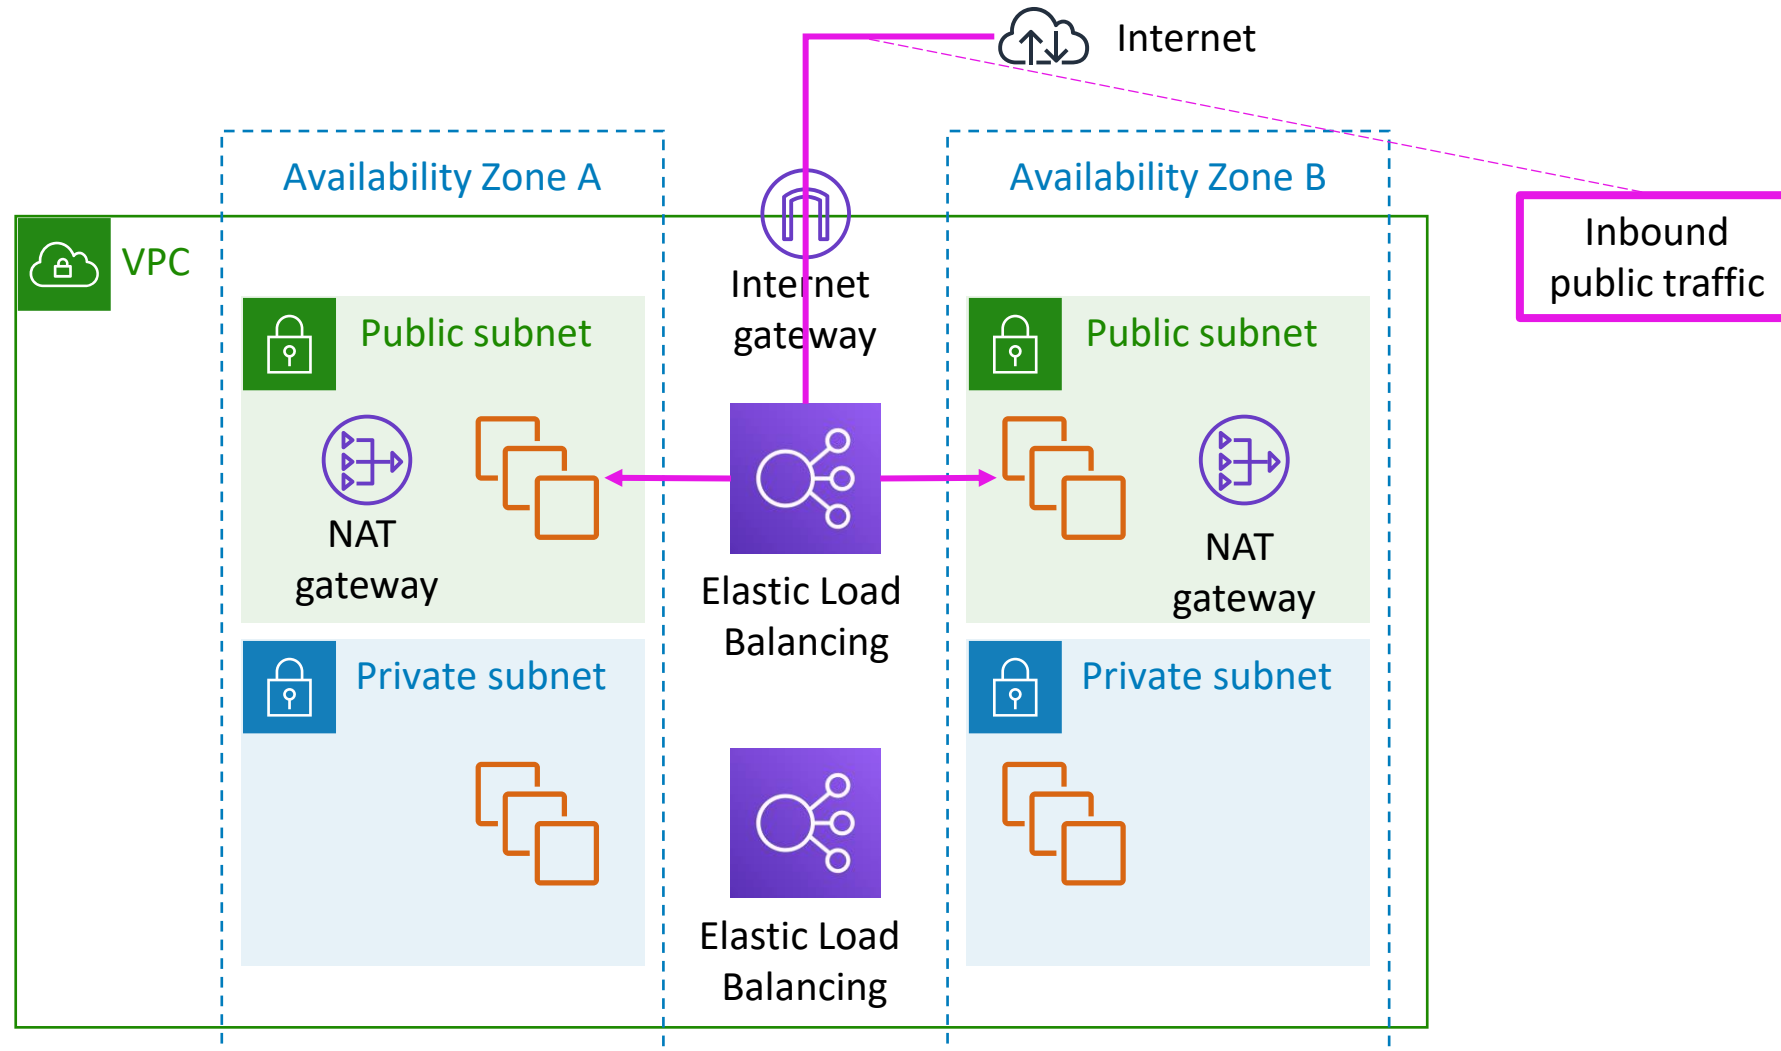 Internet
Availability Zone A
Availability Zone B
VPC
Internet
gateway
Inbound
public traffic
Public subnet
Public subnet
NAT
gateway
Elastic Load
Balancing
NAT
gateway
Private subnet
Private subnet
Elastic Load
Balancing